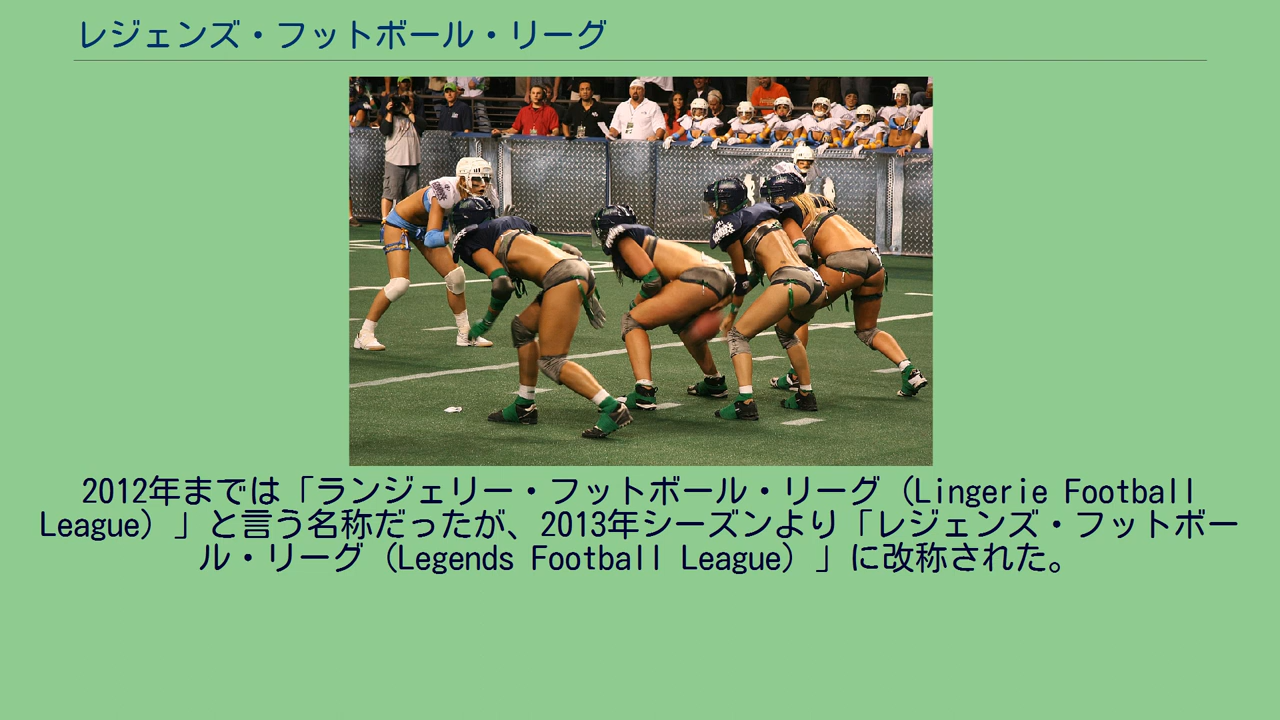 レジェンズ・フットボール・リーグ
2012年までは「ランジェリー・フットボール・リーグ（Lingerie Football
League）」と言う名称だったが、2013年シーズンより「レジェンズ・フットボー
ル・リーグ（Legends Football League）」に改称された。